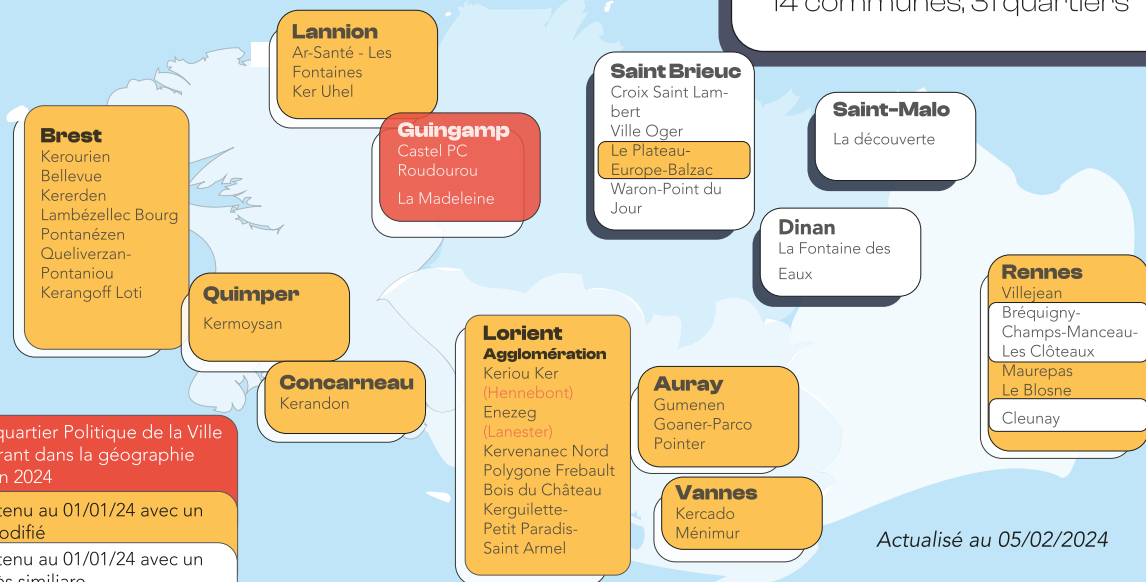 14 communes, 31 quartiers
Lannion
Ar-Santé - Les
Fontaines
Ker Uhel
Guingamp
Castel PC
Roudourou
La Madeleine
Saint Brieuc
Croix Saint Lam-
bert
Ville Oger
Le Plateau-
Europe-Balzac
Waron-Point du
Jour
Saint-Malo
La découverte
Dinan
La Fontaine des
Eaux
Brest
Kerourien
Bellevue
Kererden
Lambézellec Bourg
Pontanézen
Queliverzan-
Pontaniou
Kerangoff Loti
Quimper
Kermoysan
Concarneau
Kerandon
Lorient
Agglomération
Keriou Ker
(Hennebont)
Enezeg
(Lanester)
Kervenanec Nord
Polygone Frebault
Bois du Château
Kerguilette-
Petit Paradis-
Saint Armel
Auray
Gumenen
Goaner-Parco
Pointer
Vannes
Kercado
Ménimur
Rennes
Villejean
Bréquigny-
Champs-Manceau-
Les Clôteaux
Maurepas
Le Blosne
Cleunay
quartier Politique de la Ville
rant dans la géographie
n 2024
tenu au 01/01/24 avec un
odifié
tenu au 01/01/24 avec un
ès similiare
Actualisé au 05/02/2024